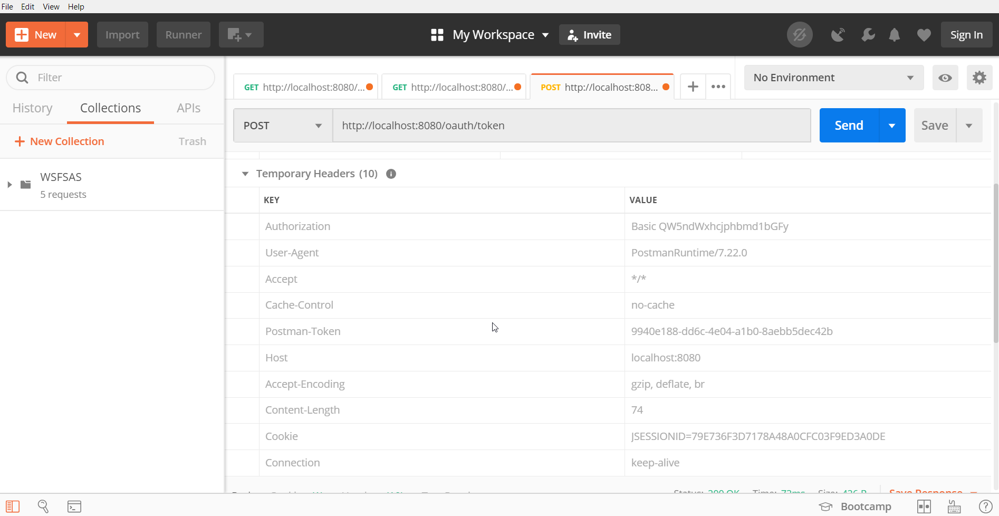 File Edit View Help
New Import Runner My Workspace Invite Sign In
Filter
GET http://localhost:8080/... GET http://localhost:8080/... POST http://localhost:808... No Environment
History Collections APIs
POST http://localhost:8080/oauth/token Send Save
New Collection Trash
WSFSAS
5 requests
Temporary Headers (10)
KEY VALUE
Authorization Basic QW5ndWxhcjphbmd1bGFy
User-Agent PostmanRuntime/7.22.0
Accept */*
Cache-Control no-cache
Postman-Token 9940e188-dd6c-4e04-a1b0-8aebb5dec42b
Host localhost:8080
Accept-Encoding gzip, deflate, br
Content-Length 74
Cookie JSESSIONID=79E736F3D7178A48A0CFC03F9ED3A0DE
Connection keep-alive
Status: 200 OK Time: 72ms Size: 426 B Save Response
Bootcamp